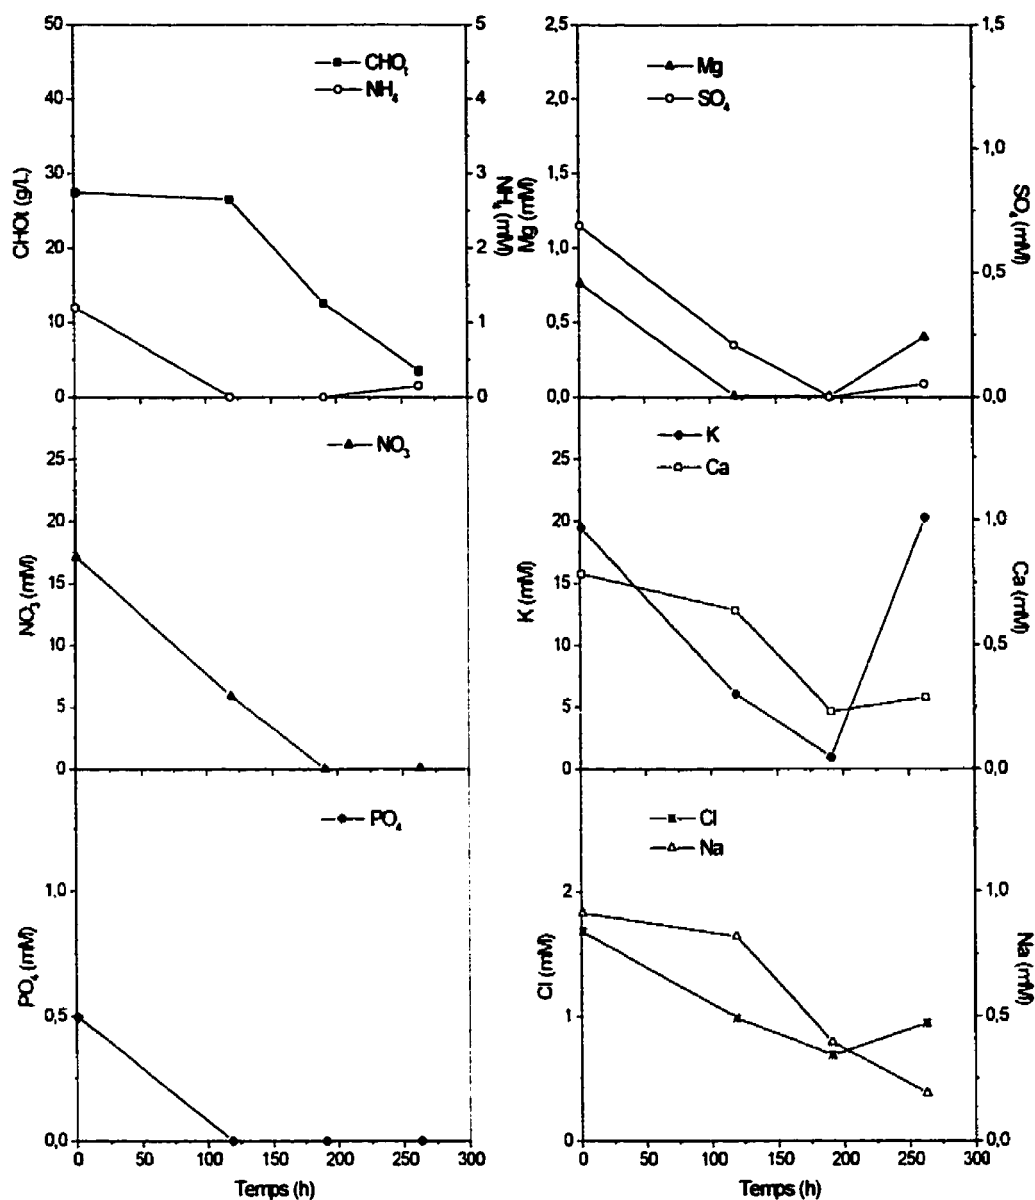 50
40
30
20
10
0
CHOt (g/L)
CHOt
NH4
5
4
3
2
1
0
NH4 (mM)
2,5
2,0
1,5
1,0
0,5
0,0
Mg (mM)
Mg
SO4
1,5
1,0
0,5
0,0
SO4 (mM)
25
20
15
10
5
0
NO3 (mM)
NO3
25
20
15
10
5
0
K (mM)
K
Ca
1,0
0,5
0,0
Ca (mM)
1,0
0,5
0,0
PO4 (mM)
PO4
0 50 100 150 200 250 300
Temps (h)
2
1
0
Cl (mM)
Cl
Na
1,0
0,5
0,0
Na (mM)
0 50 100 150 200 250 300
Temps (h)